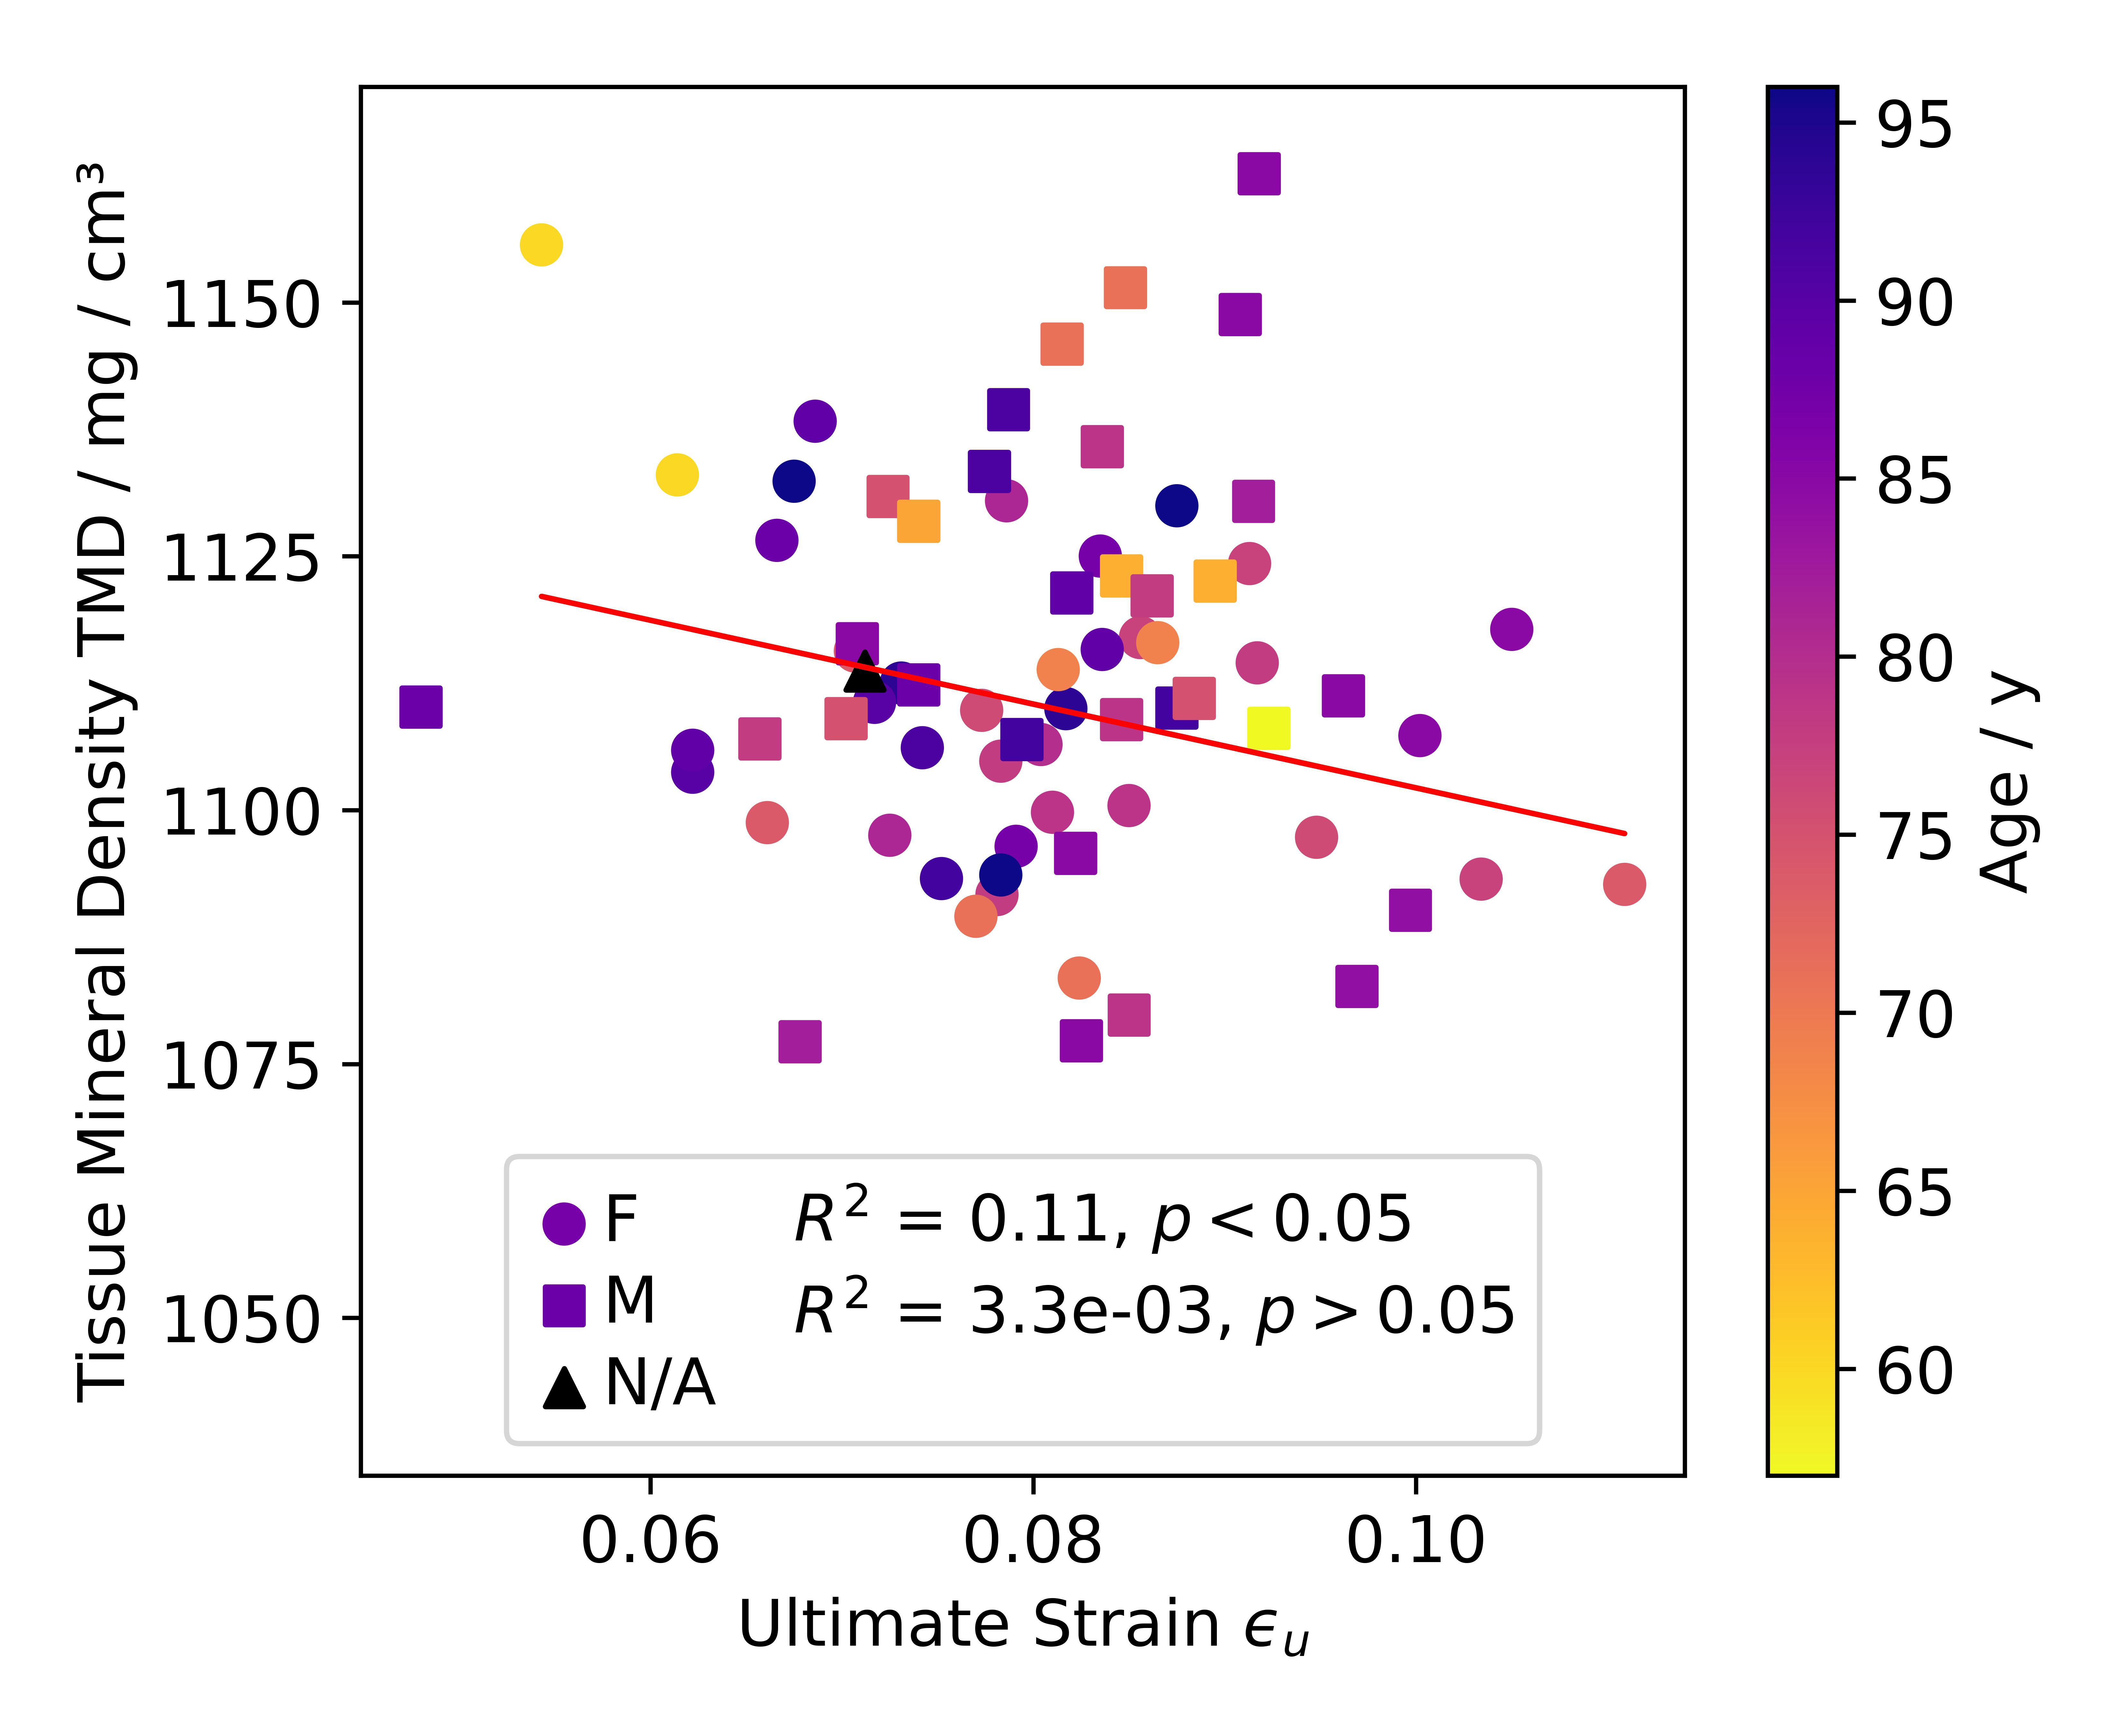 Tissue Mineral Density TMD / mg / cm³
1150
1125
1100
1075
1050
0.06 0.08 0.10
Ultimate Strain ϵᵤ
F R² = 0.11, p < 0.05
M R² = 3.3e-03, p > 0.05
N/A
95
90
85
80
75
70
65
60
Age / y